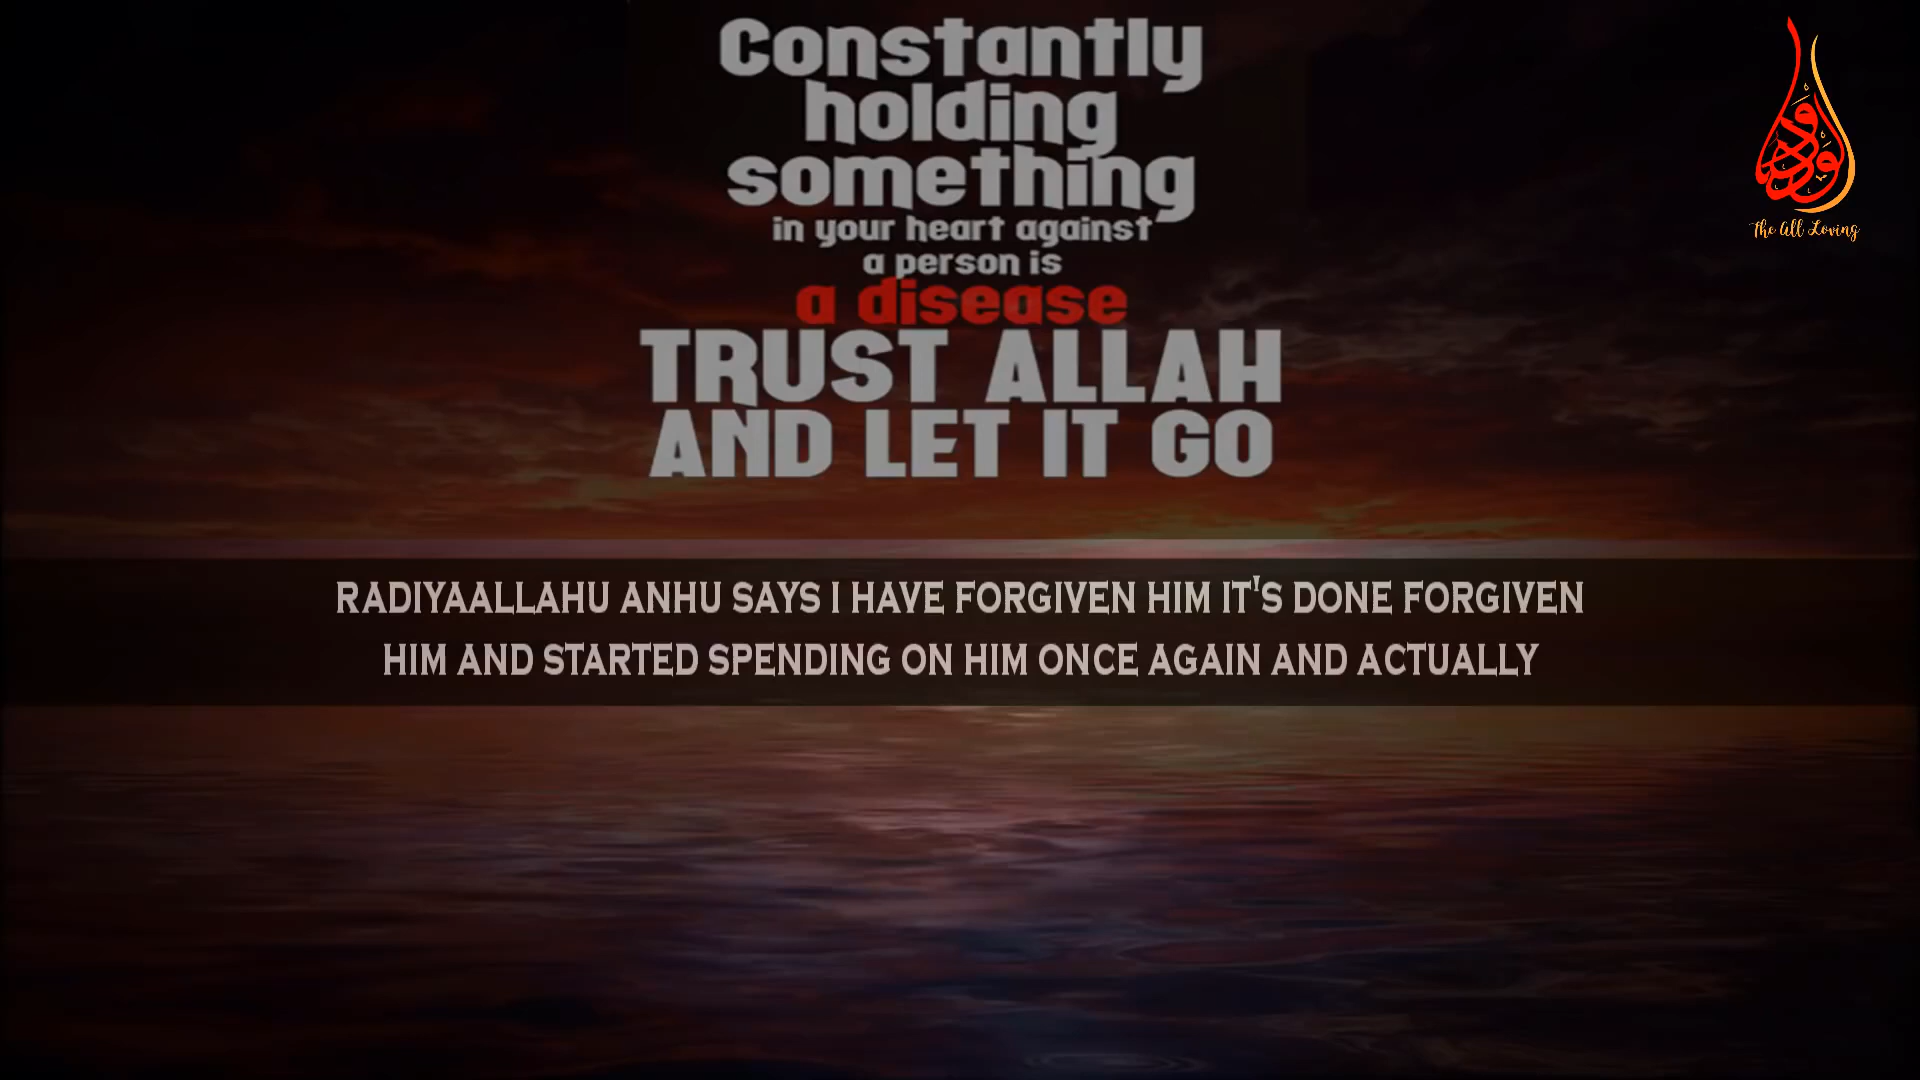 Constantly
holding
something
in your heart against
a person is
a disease
TRUST ALLAH
AND LET IT GO
الودود
The All Loving
RADIYAALLAHU ANHU SAYS I HAVE FORGIVEN HIM IT'S DONE FORGIVEN
HIM AND STARTED SPENDING ON HIM ONCE AGAIN AND ACTUALLY